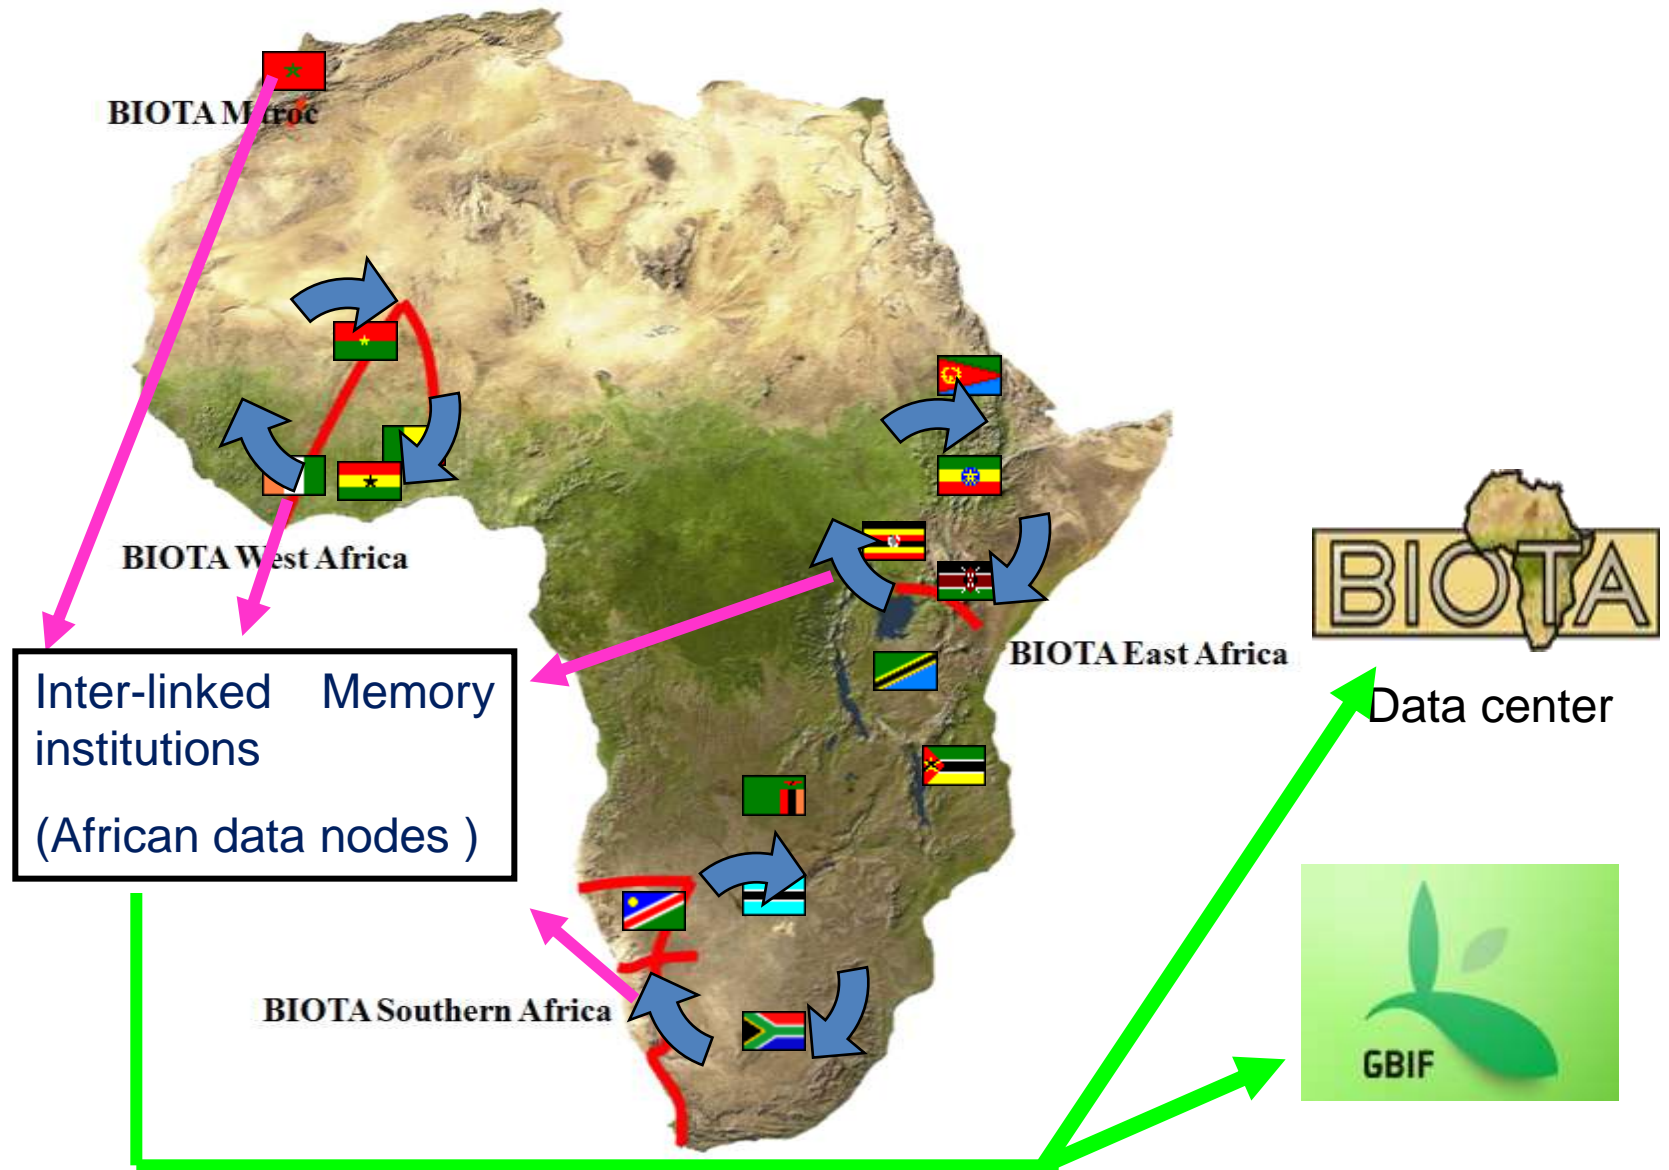 BIOTA Maroc
BIOTA West Africa
BIOTA East Africa
BIOTA
Data center
Inter-linked Memory
institutions
(African data nodes )
BIOTA Southern Africa
GBIF